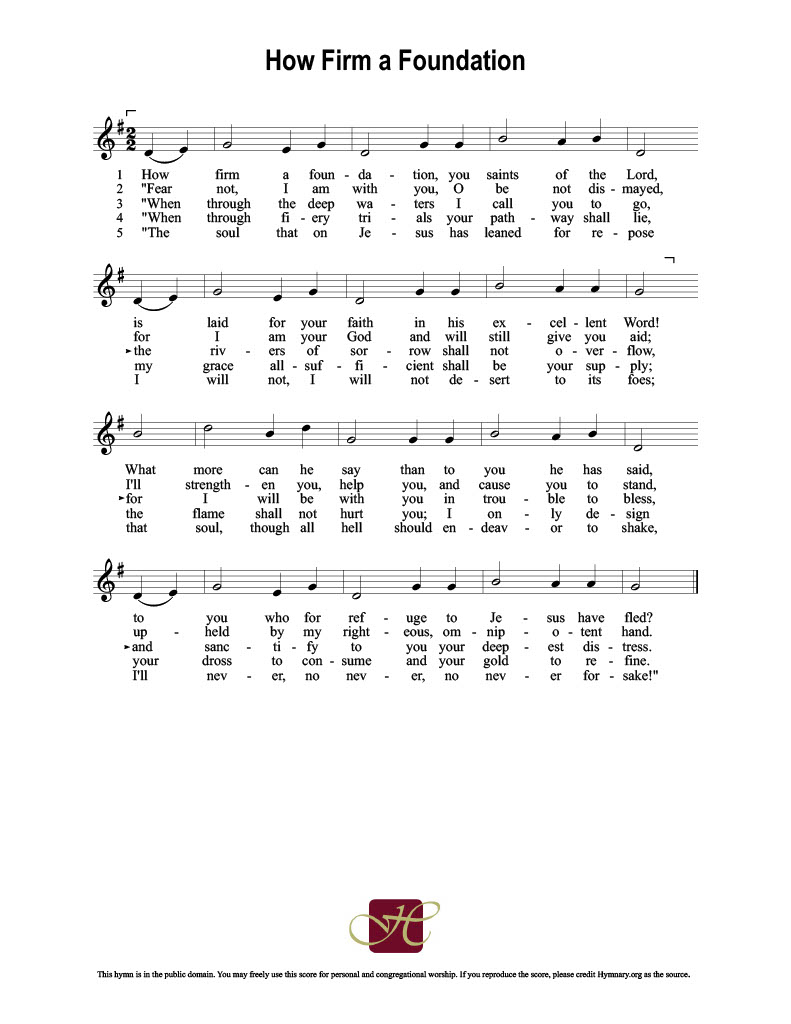 How Firm a Foundation
1 How firm a foun - da - tion, you saints of the Lord,
2 "Fear not, I am with you, O be not dis - mayed,
3 "When through the deep wa - ters I call you to go,
4 "When through fi - ery tri - als your path - way shall lie,
5 "The soul that on Je - sus has leaned for re - pose
is laid for your faith in his ex - cel - lent Word!
for I am your God and will still give you aid;
▸the riv - ers of sor - row shall not o - ver - flow,
my grace all - suf - fi - cient shall be your sup - ply;
I will not, I will not de - sert to its foes;
What more can he say than to you he has said,
I'll strength - en you, help you, and cause you to stand,
▸for I will be with you in trou - ble to bless,
the flame shall not hurt you; I on - ly de - sign
that soul, though all hell should en - deav - or to shake,
to you who for ref - uge to Je - sus have fled?
up - held by my right - eous, om - nip - o - tent hand.
▸and sanc - ti - fy to you your deep - est dis - tress.
your dross to con - sume and your gold to re - fine.
I'll nev - er, no nev - er, no nev - er for - sake!"
H
This hymn is in the public domain. You may freely use this score for personal and congregational worship. If you reproduce the score, please credit Hymnary.org as the source.